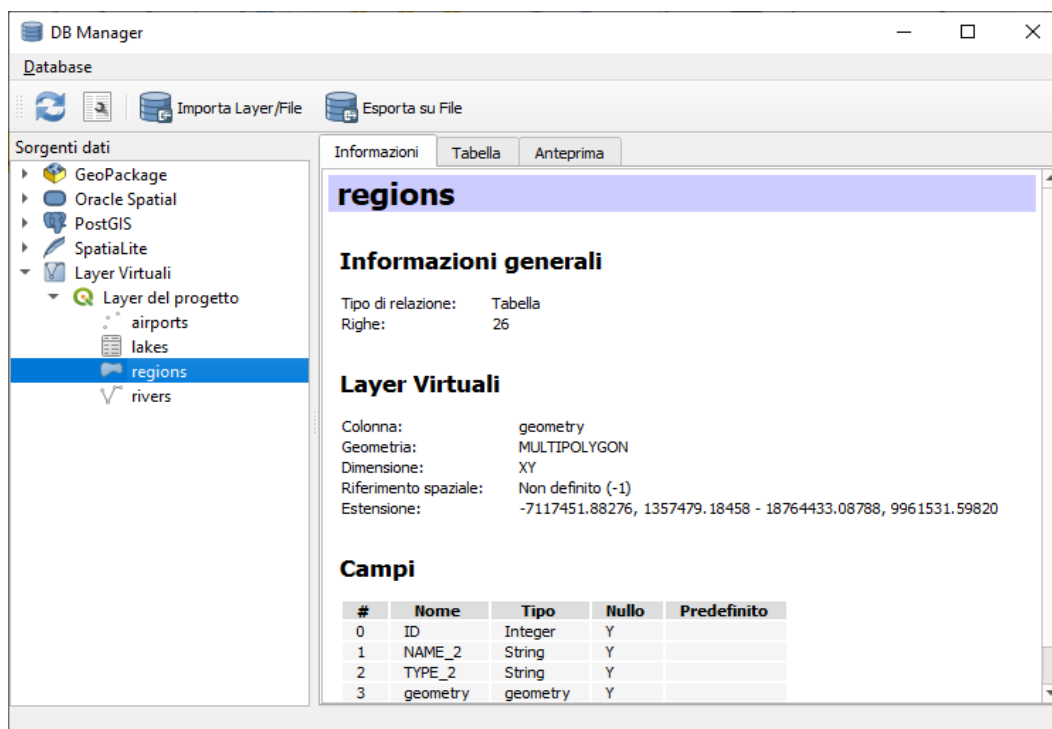 DB Manager
Database
Importa Layer/File Esporta su File
Sorgenti dati
GeoPackage
Oracle Spatial
PostGIS
SpatiaLite
Layer Virtuali
Layer del progetto
airports
lakes
regions
rivers
Informazioni Tabella Anteprima
regions
Informazioni generali
Tipo di relazione: Tabella
Righe: 26
Layer Virtuali
Colonna: geometry
Geometria: MULTIPOLYGON
Dimensione: XY
Riferimento spaziale: Non definito (-1)
Estensione: -7117451.88276, 1357479.18458 - 18764433.08788, 9961531.59820
Campi
# Nome Tipo Nullo Predefinito
0 ID Integer Y
1 NAME_2 String Y
2 TYPE_2 String Y
3 geometry geometry Y